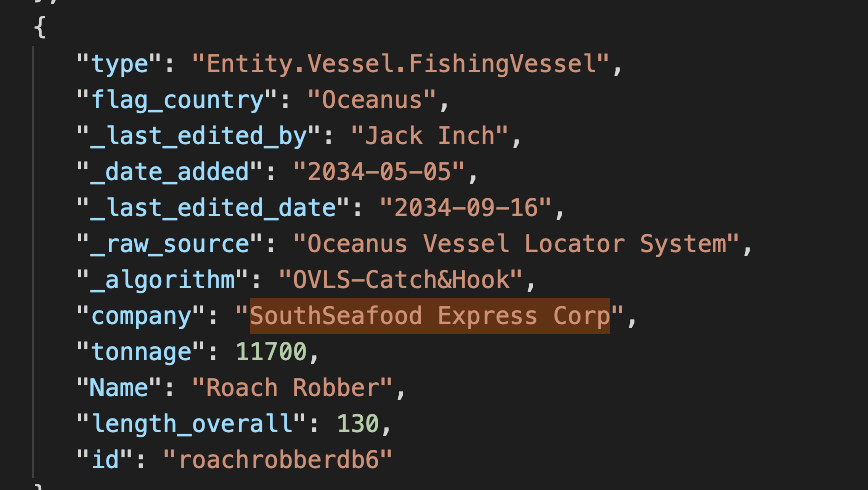 {
"type": "Entity.Vessel.FishingVessel",
"flag_country": "Oceanus",
"_last_edited_by": "Jack Inch",
"_date_added": "2034-05-05",
"_last_edited_date": "2034-09-16",
"_raw_source": "Oceanus Vessel Locator System",
"_algorithm": "OVLS-Catch&Hook",
"company": "SouthSeafood Express Corp",
"tonnage": 11700,
"Name": "Roach Robber",
"length_overall": 130,
"id": "roachrobberdb6"